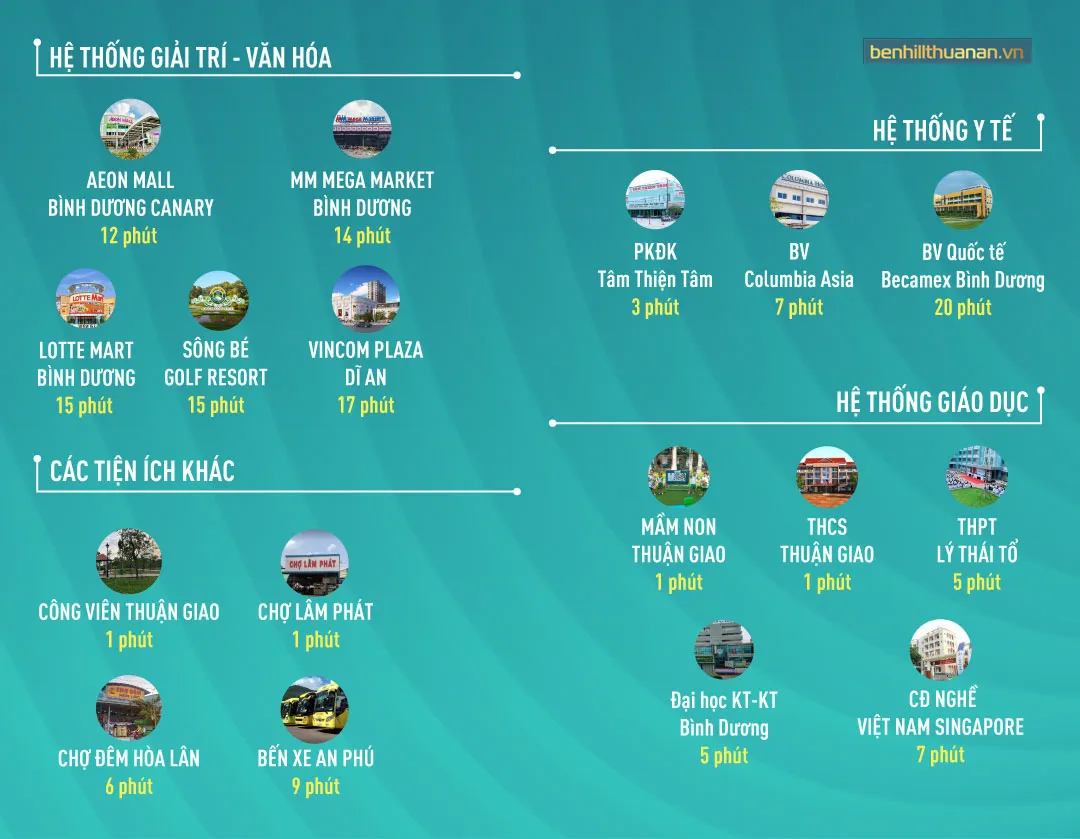 HỆ THỐNG GIẢI TRÍ - VĂN HÓA
AEON MALL
BÌNH DƯƠNG CANARY
12 phút
MM MEGA MARKET
BÌNH DƯƠNG
14 phút
LOTTE MART
BÌNH DƯƠNG
15 phút
SÔNG BÉ
GOLF RESORT
15 phút
VINCOM PLAZA
DĨ AN
17 phút
CÁC TIỆN ÍCH KHÁC
CÔNG VIÊN THUẬN GIAO
1 phút
CHỢ LÂM PHÁT
CHỢ LÂM PHÁT
1 phút
CHỢ ĐÊM HÒA LÂN
6 phút
BẾN XE AN PHÚ
9 phút
benhillthuanan.vn
HỆ THỐNG Y TẾ
PKĐK
Tâm Thiện Tâm
3 phút
BV
Columbia Asia
7 phút
BV Quốc tế
Becamex Bình Dương
20 phút
HỆ THỐNG GIÁO DỤC
MẦM NON
THUẬN GIAO
1 phút
THCS
THUẬN GIAO
1 phút
THPT
LÝ THÁI TỔ
5 phút
Đại học KT-KT
Bình Dương
5 phút
CĐ NGHỀ
VIỆT NAM SINGAPORE
7 phút